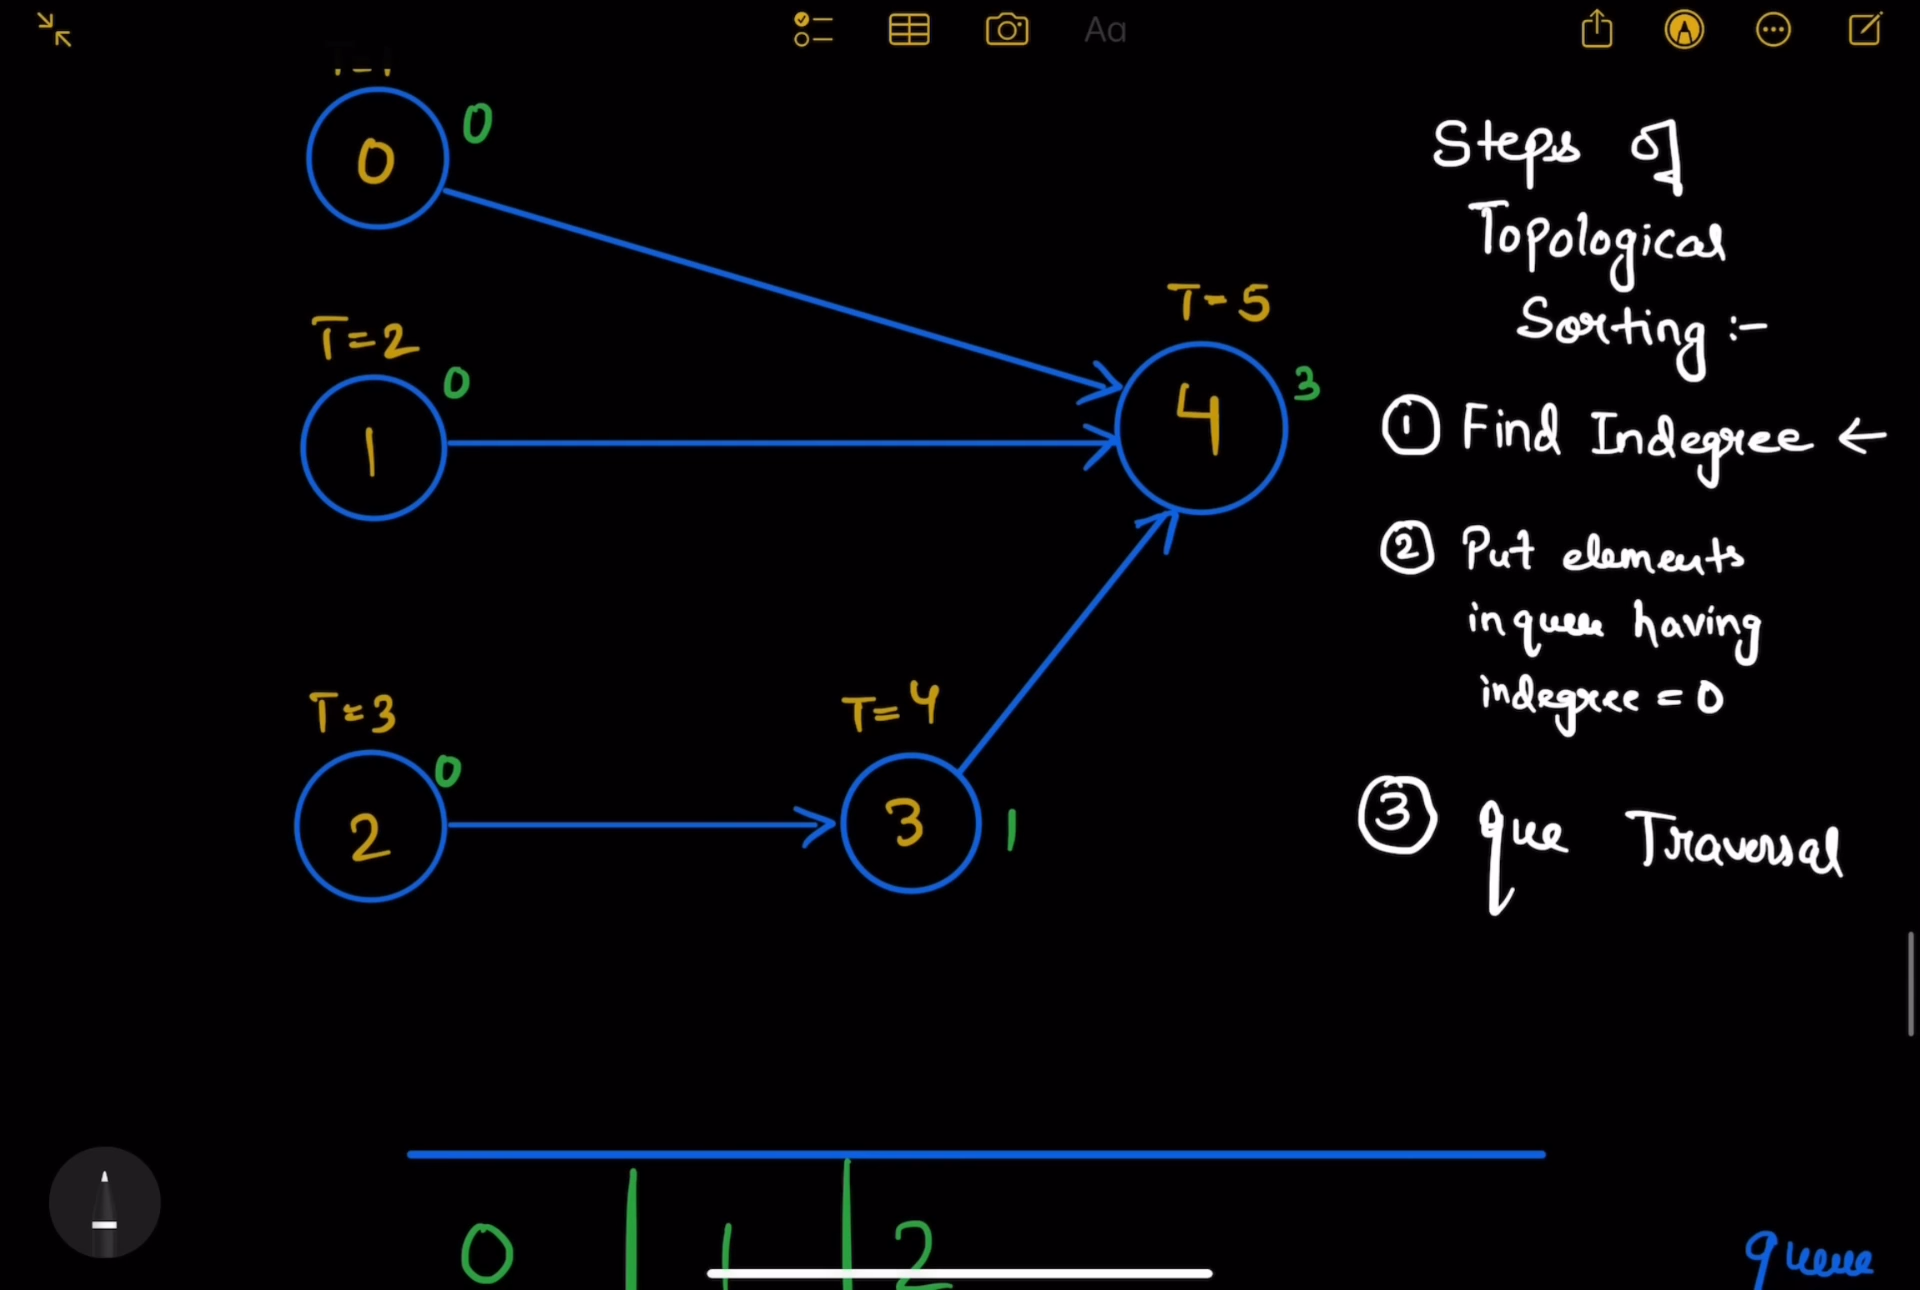 Aa
0
0
T=2
0
1
T-5
4
3
T=3
0
2
T=4
3
1
Steps of
Topological
Sorting :-
① Find Indegree ←
② Put elements
in queue having
indegree = 0
③ que Traversal
0 | 1 | 2
queue